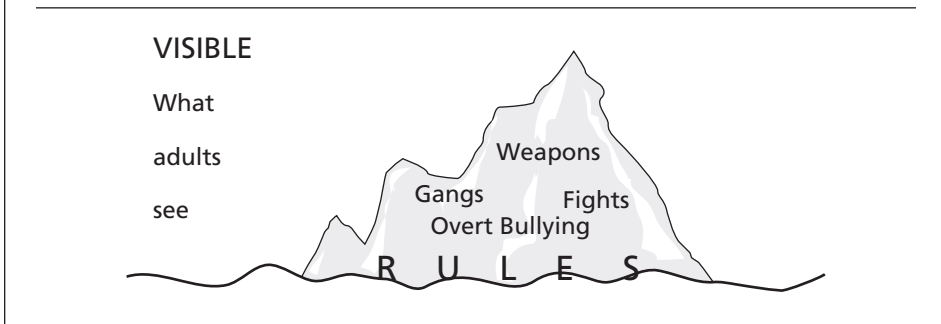 VISIBLE
What
adults
see
Weapons
Gangs
Fights
Overt Bullying
R U L E S